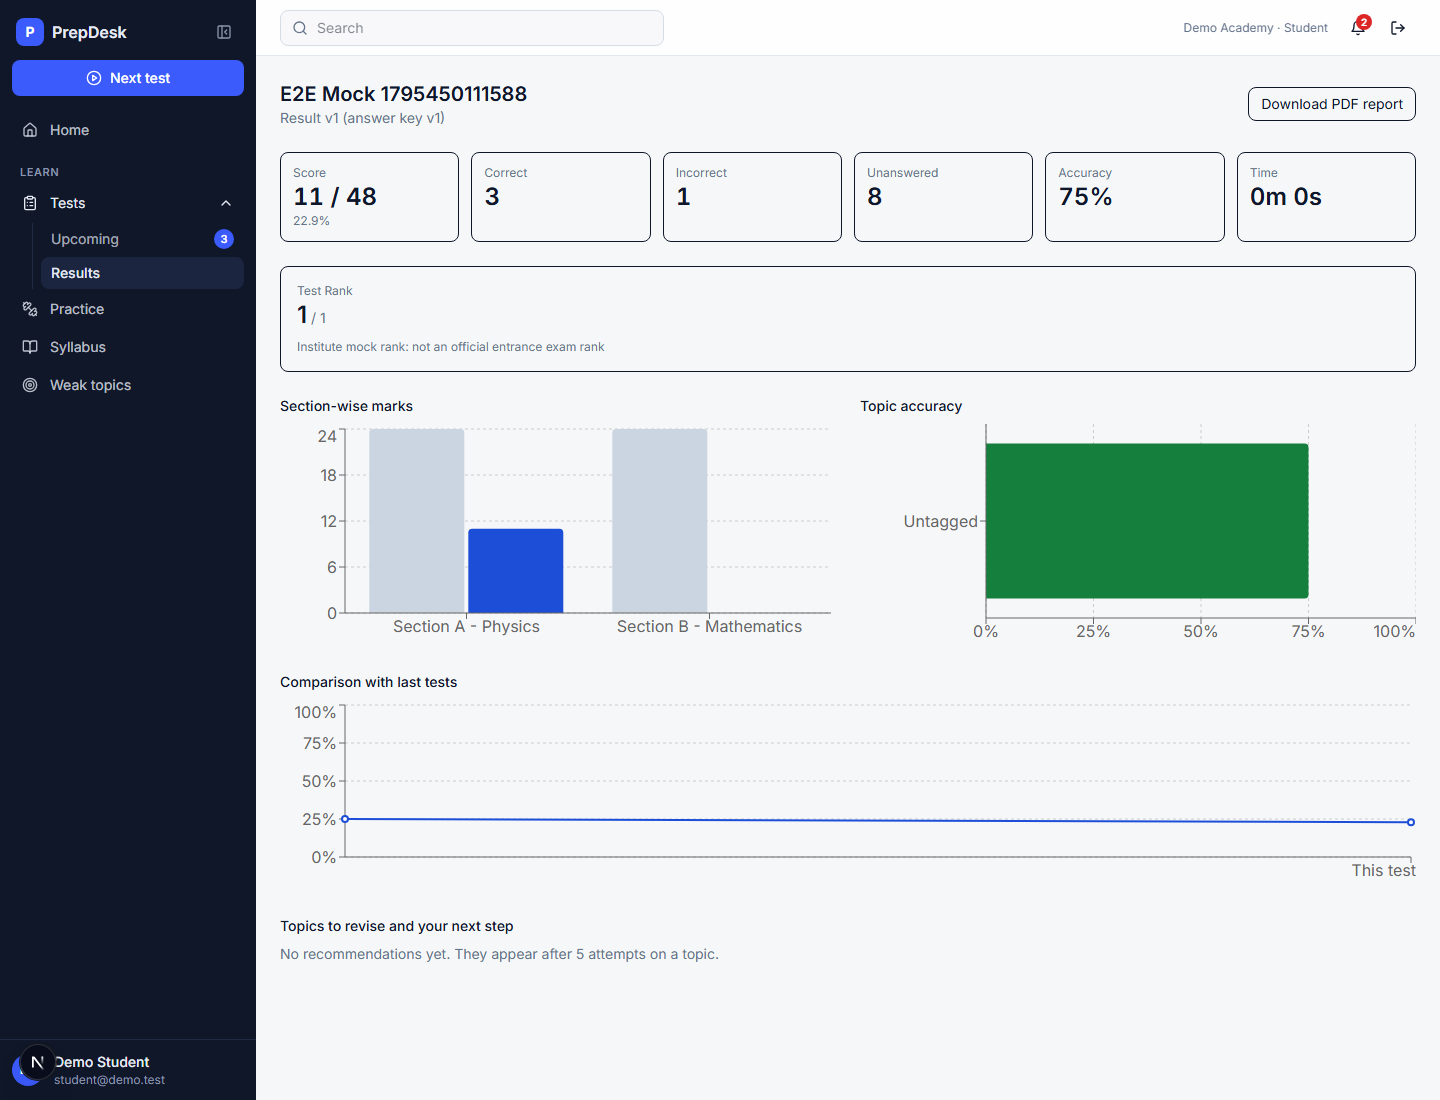 P PrepDesk
Next test
Home
LEARN
Tests
Upcoming 3
Results
Practice
Syllabus
Weak topics
N Demo Student
student@demo.test
Search
Demo Academy · Student
2
E2E Mock 1795450111588
Result v1 (answer key v1)
Download PDF report
Score
11 / 48
22.9%
Correct
3
Incorrect
1
Unanswered
8
Accuracy
75%
Time
0m 0s
Test Rank
1 / 1
Institute mock rank: not an official entrance exam rank
Section-wise marks
24
18
12
6
0
Section A - Physics
Section B - Mathematics
Topic accuracy
Untagged
0% 25% 50% 75% 100%
Comparison with last tests
100%
75%
50%
25%
0%
This test
Topics to revise and your next step
No recommendations yet. They appear after 5 attempts on a topic.